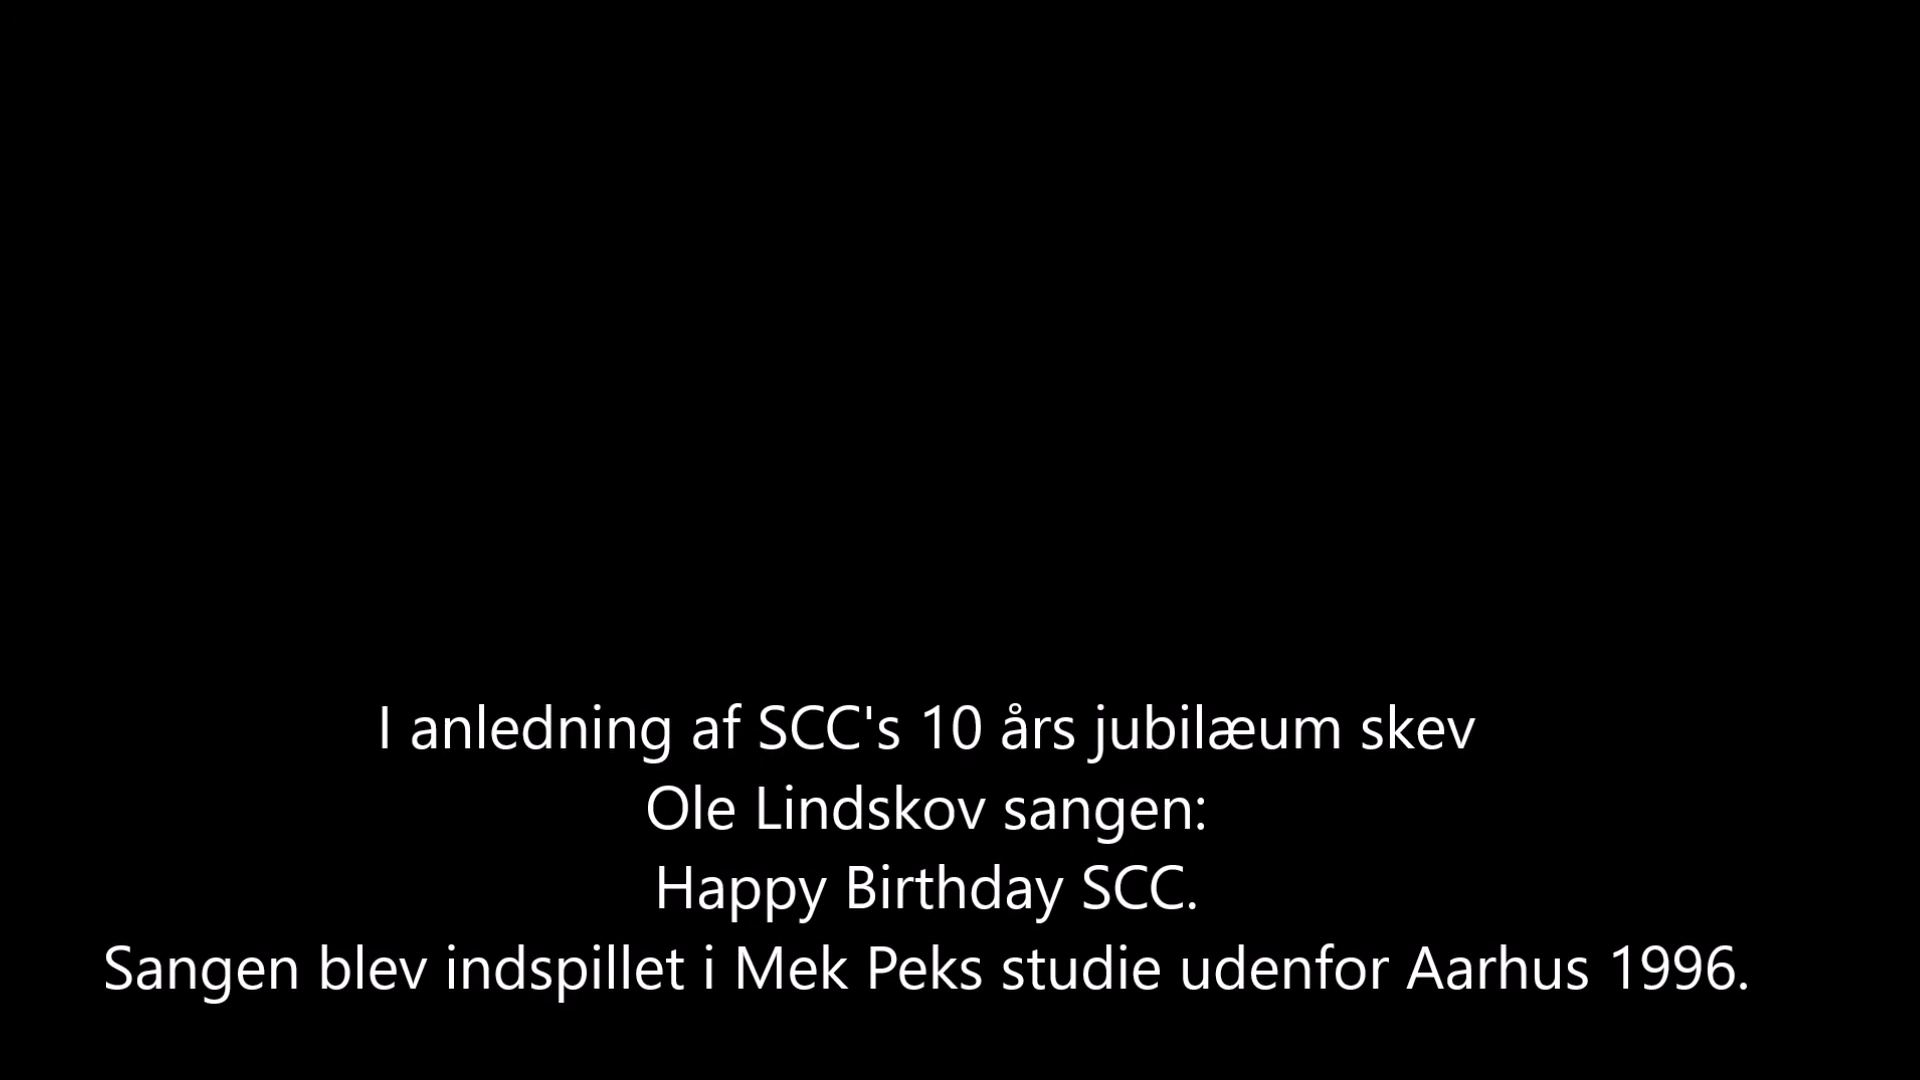 I anledning af SCC's 10 års jubilæum skev
Ole Lindskov sangen:
Happy Birthday SCC.
Sangen blev indspillet i Mek Peks studie udenfor Aarhus 1996.